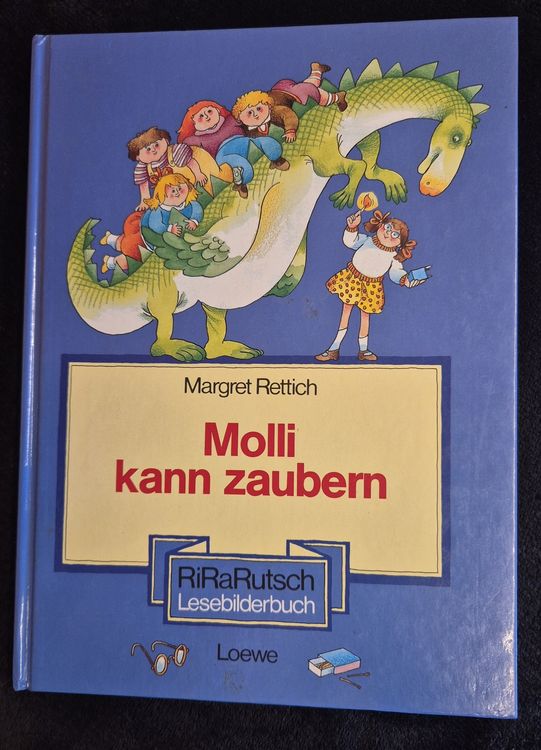 Margret Rettich
Molli
kann zaubern
RiRaRutsch
Lesebilderbuch
Loewe